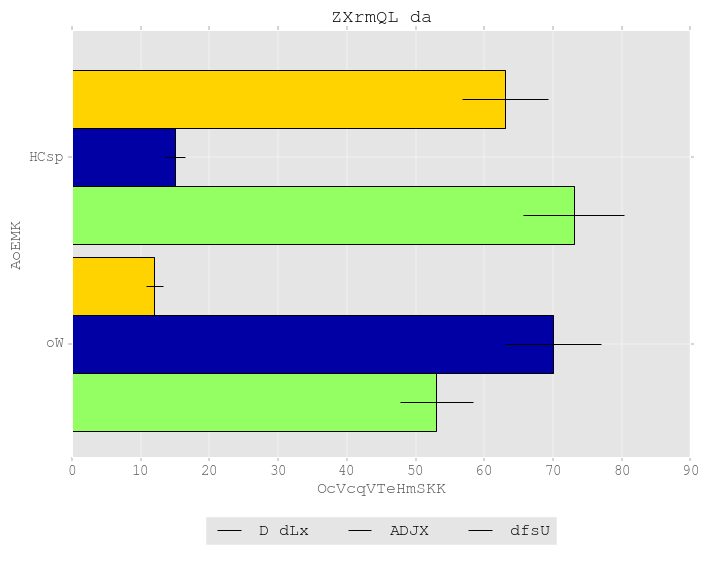 ZXrmQL da
AoEMK
HCsp
oW
0 10 20 30 40 50 60 70 80 90
OcVcqVTeHmSKK
D dLx ADJX dfsU